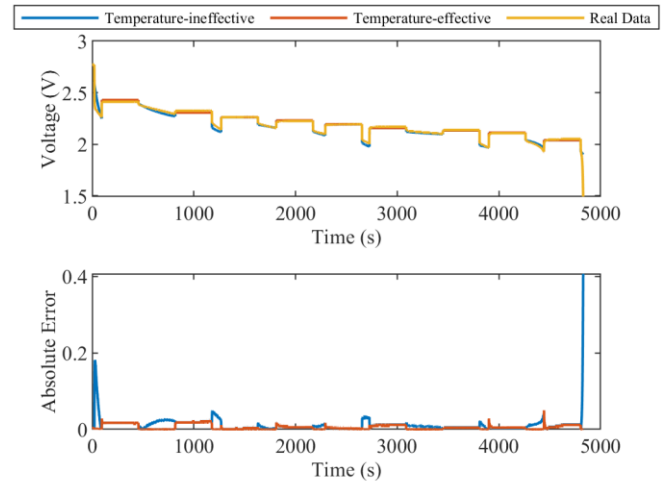 Temperature-ineffective Temperature-effective Real Data
3
2.5
2
1.5
Voltage (V)
0 1000 2000 3000 4000 5000
Time (s)
0.4
0.2
0
Absolute Error
0 1000 2000 3000 4000 5000
Time (s)